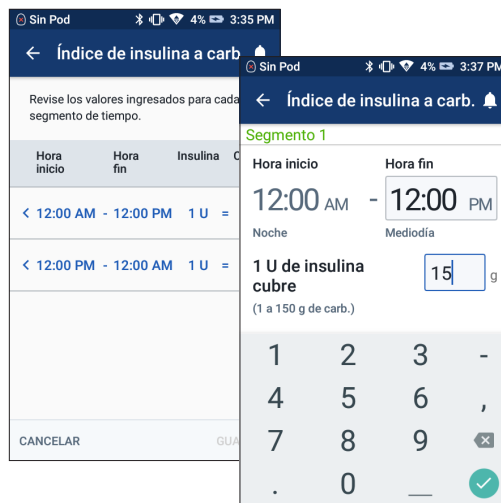 Sin Pod 4% 3:35 PM
Índice de insulina a carb
Revise los valores ingresados para cada
segmento de tiempo.
Hora inicio Hora fin Insulina C
12:00 AM - 12:00 PM 1 U =
12:00 PM - 12:00 AM 1 U =
CANCELAR GUA
Sin Pod 4% 3:37 PM
Índice de insulina a carb.
Segmento 1
Hora inicio Hora fin
12:00 AM - 12:00 PM
Noche Mediodía
1 U de insulina
cubre
15 g
(1 a 150 g de carb.)
1 2 3 -
4 5 6 ,
7 8 9
. 0 _